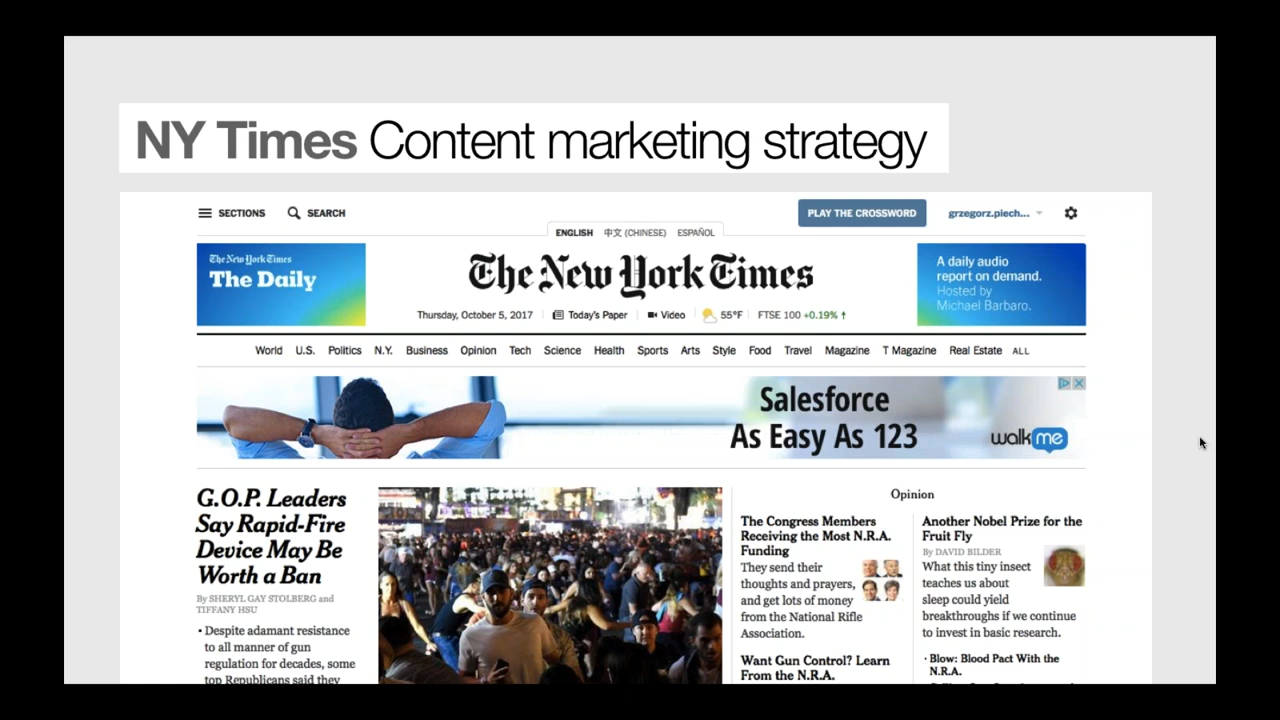 NY Times Content marketing strategy
SECTIONS
SEARCH
PLAY THE CROSSWORD
grzegorz.piech...
ENGLISH 中文 (CHINESE) ESPAÑOL
The New York Times
The Daily
The New York Times
A daily audio
report on demand.
Hosted by
Michael Barbaro.
Thursday, October 5, 2017
Today's Paper
Video
55°F
FTSE 100 +0.19% ↑
World U.S. Politics N.Y. Business Opinion Tech Science Health Sports Arts Style Food Travel Magazine T Magazine Real Estate ALL
Salesforce
As Easy As 123
walkme
G.O.P. Leaders
Say Rapid-Fire
Device May Be
Worth a Ban
By SHERYL GAY STOLBERG and
TIFFANY HSU
• Despite adamant resistance
to all manner of gun
regulation for decades, some
top Republicans said they
Opinion
The Congress Members
Receiving the Most N.R.A.
Funding
They send their
thoughts and prayers,
and get lots of money
from the National Rifle
Association.
Want Gun Control? Learn
From the N.R.A.
Another Nobel Prize for the
Fruit Fly
By DAVID BILDER
What this tiny insect
teaches us about
sleep could yield
breakthroughs if we continue
to invest in basic research.
· Blow: Blood Pact With the
N.R.A.